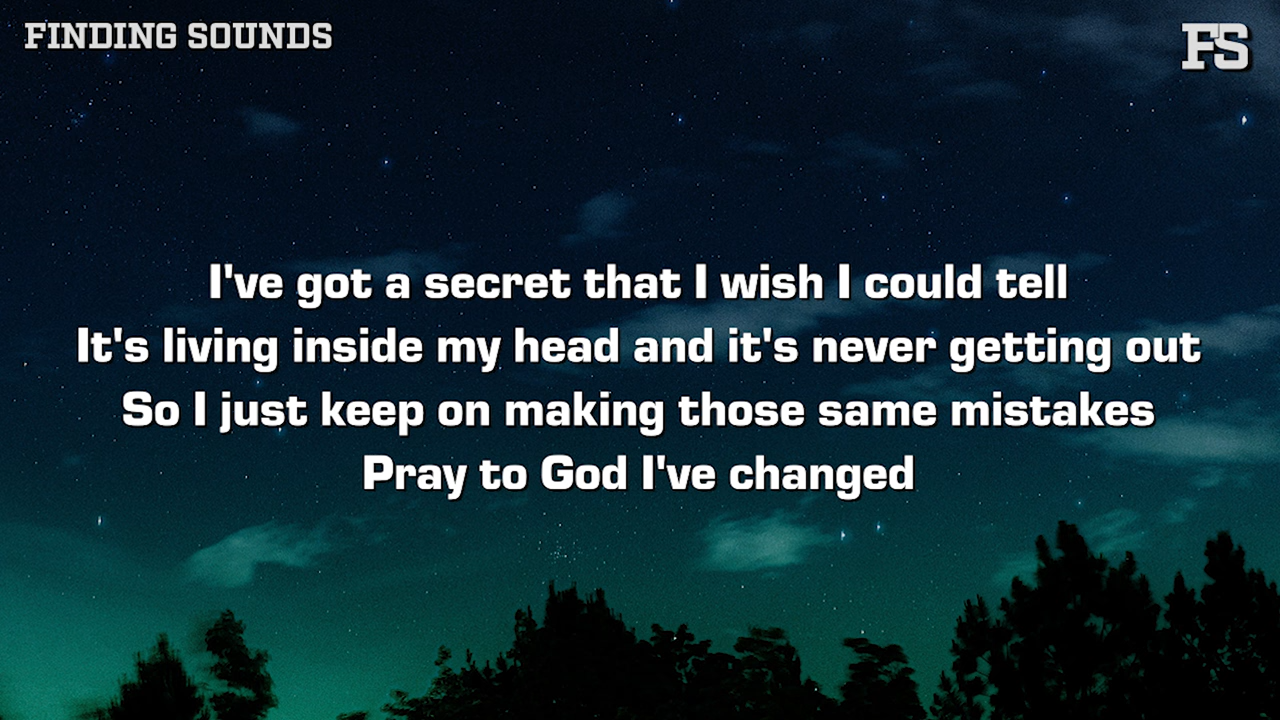 FINDING SOUNDS
FS
I've got a secret that I wish I could tell
It's living inside my head and it's never getting out
So I just keep on making those same mistakes
Pray to God I've changed